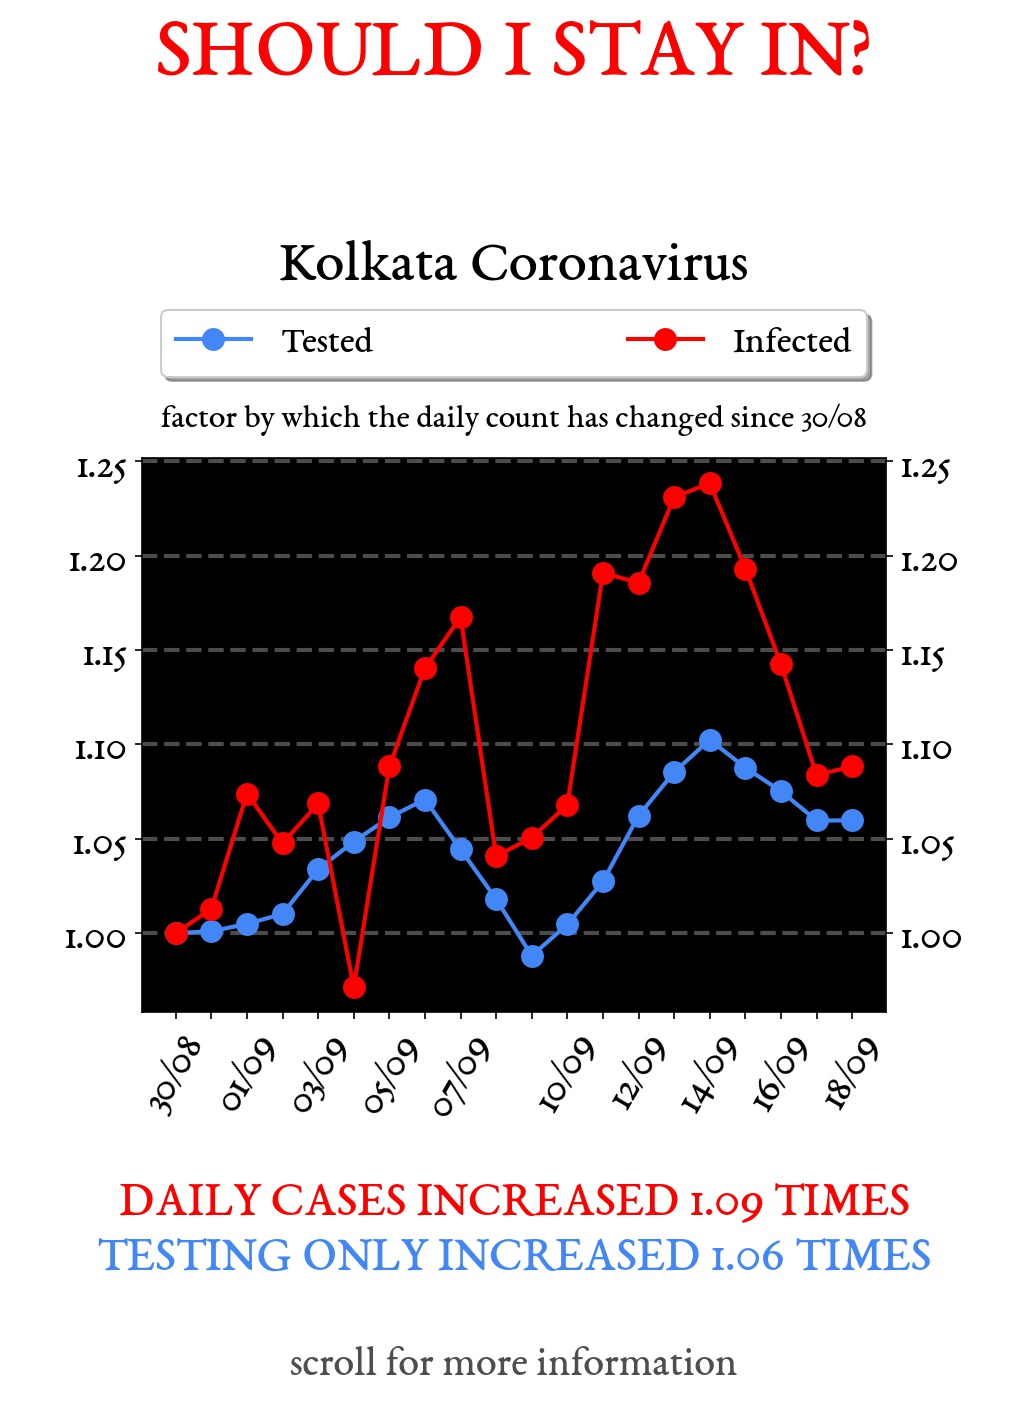 SHOULD I STAY IN?
Kolkata Coronavirus
Tested Infected
factor by which the daily count has changed since 30/08
1.25 1.25
1.20 1.20
1.15 1.15
1.10 1.10
1.05 1.05
1.00 1.00
30/08 01/09 03/09 05/09 07/09 10/09 12/09 14/09 16/09 18/09
DAILY CASES INCREASED 1.09 TIMES
TESTING ONLY INCREASED 1.06 TIMES
scroll for more information